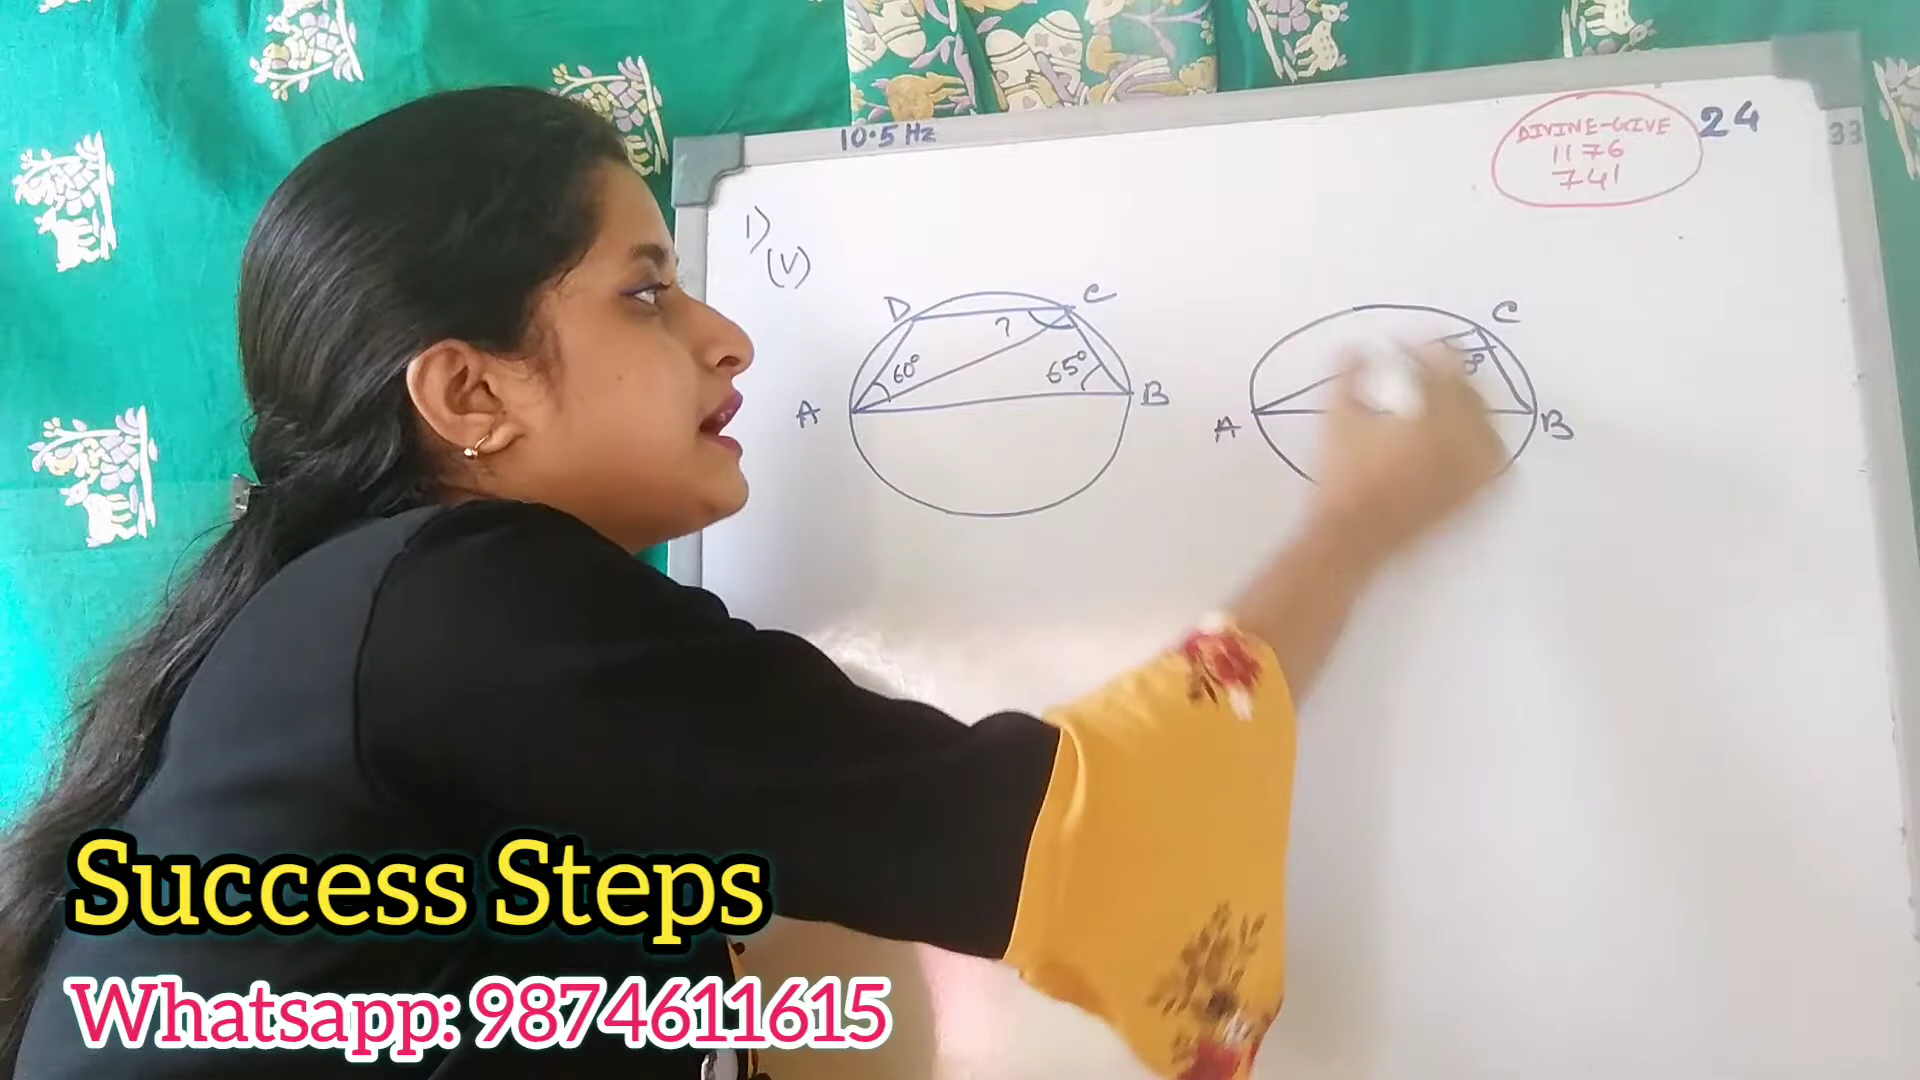 10.5 Hz
DIVINE-GIVE
1176
741
24
33
1)
(V)
D
C
?
60°
65°
A
B
C
A
B
Success Steps
Whatsapp: 9874611615